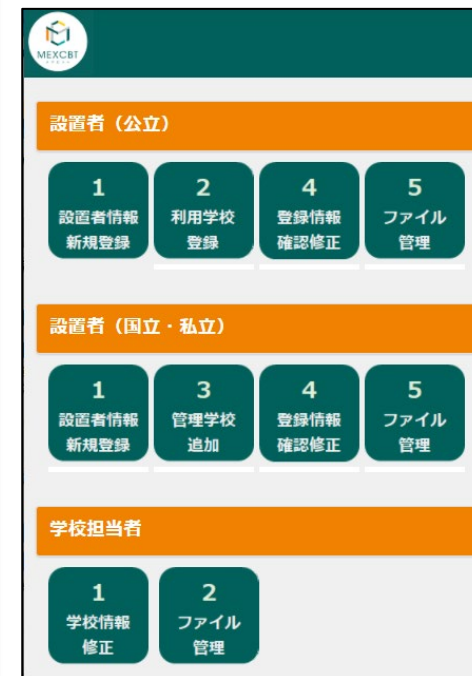 MEXCBT
設置者（公立）
1
設置者情報
新規登録
2
利用学校
登録
4
登録情報
確認修正
5
ファイル
管理
設置者（国立・私立）
1
設置者情報
新規登録
3
管理学校
追加
4
登録情報
確認修正
5
ファイル
管理
学校担当者
1
学校情報
修正
2
ファイル
管理